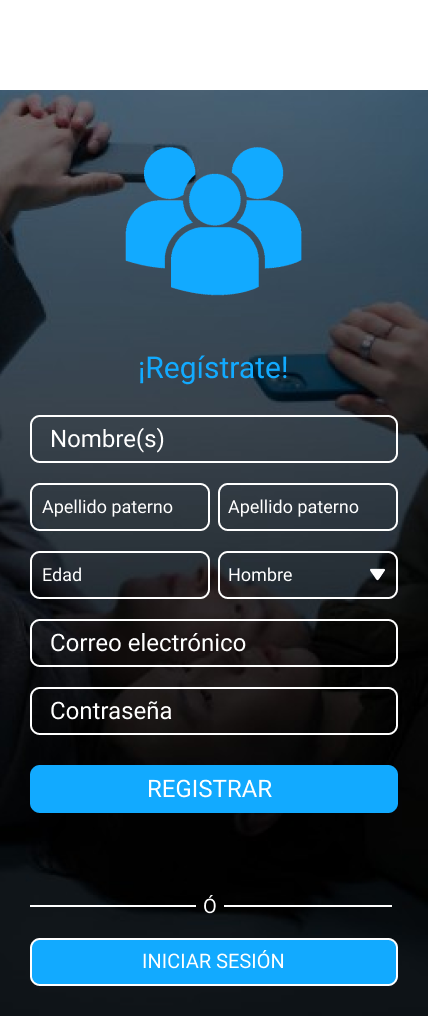 ¡Regístrate!
Nombre(s)
Apellido paterno Apellido paterno
Edad Hombre
Correo electrónico
Contraseña
REGISTRAR
Ó
INICIAR SESIÓN